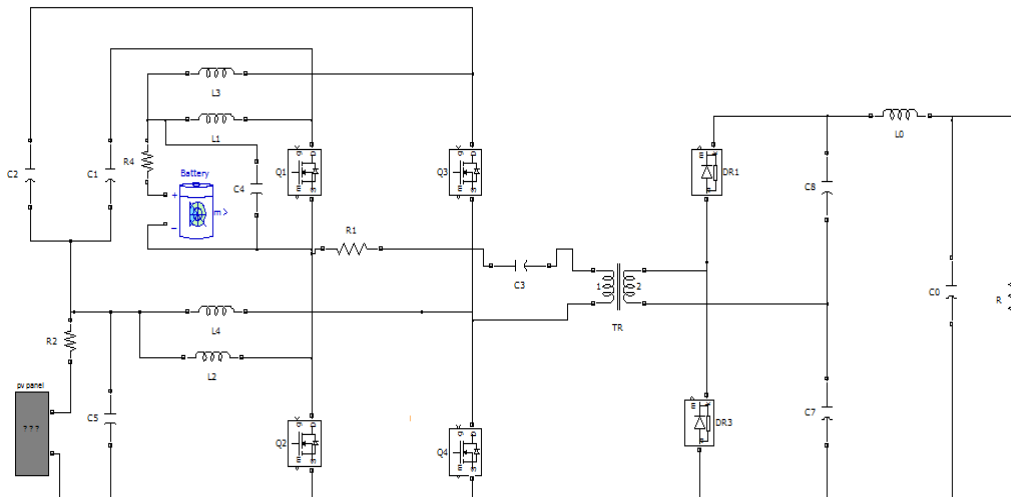 L3
L1
R4
Battery
C2
C1
C4
+
m >
−
Q1
g
D
m
S
Q3
g
D
m
S
m
DR1
C8
L0
R1
C3
1
2
TR
C0
R
L4
R2
L2
pv panel
? ? ?
C5
Q2
g
D
m
S
Q4
g
D
m
S
m
DR3
C7